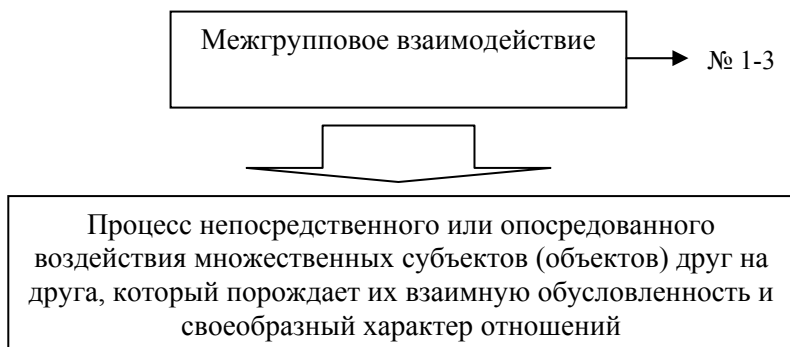 Межгрупповое взаимодействие
№ 1-3
Процесс непосредственного или опосредованного
воздействия множественных субъектов (объектов) друг на
друга, который порождает их взаимную обусловленность и
своеобразный характер отношений